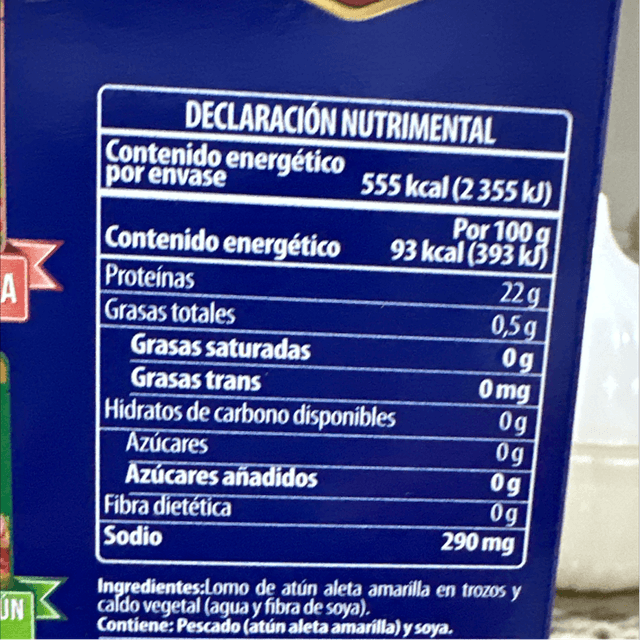 DECLARACIÓN NUTRIMENTAL
Contenido energético
por envase 555 kcal (2 355 kJ)
Por 100 g
Contenido energético 93 kcal (393 kJ)
Proteínas 22 g
Grasas totales 0,5 g
Grasas saturadas 0 g
Grasas trans 0 mg
Hidratos de carbono disponibles 0 g
Azúcares 0 g
Azúcares añadidos 0 g
Fibra dietética 0 g
Sodio 290 mg
Ingredientes:Lomo de atún aleta amarilla en trozos y
caldo vegetal (agua y fibra de soya).
Contiene: Pescado (atún aleta amarilla) y soya.
A
ÚN